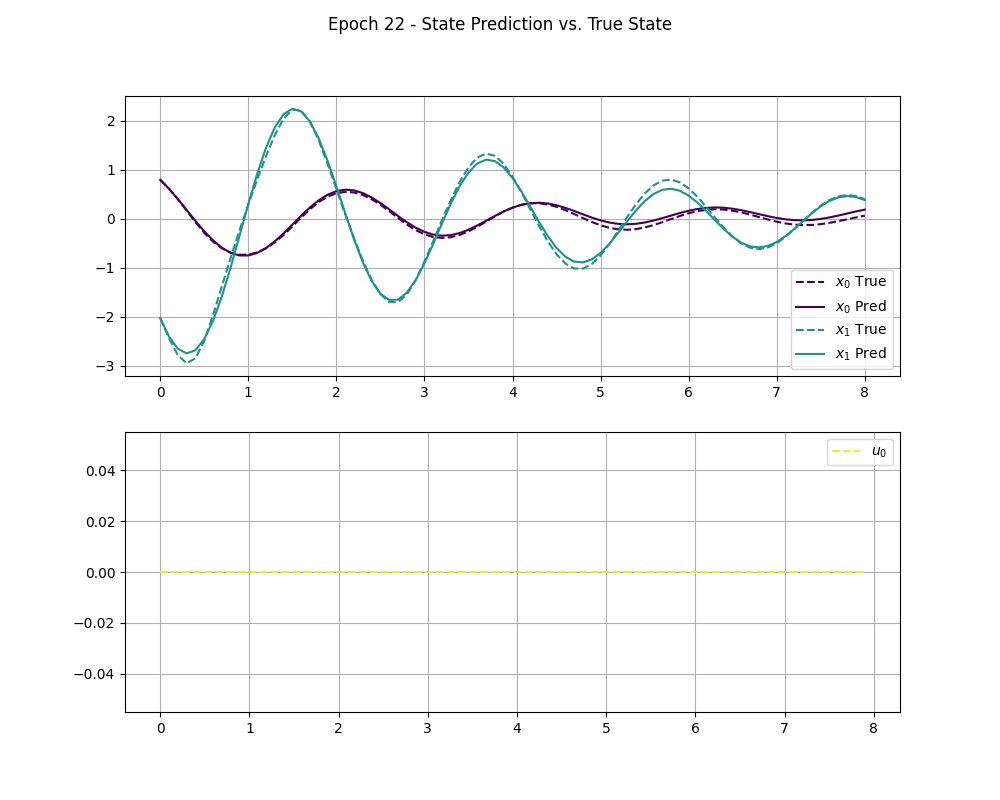 Epoch 22 - State Prediction vs. True State
2
1
0
−1
−2
−3
x₀ True
x₀ Pred
x₁ True
x₁ Pred
0 1 2 3 4 5 6 7 8
0.04
0.02
0.00
−0.02
−0.04
u₀
0 1 2 3 4 5 6 7 8